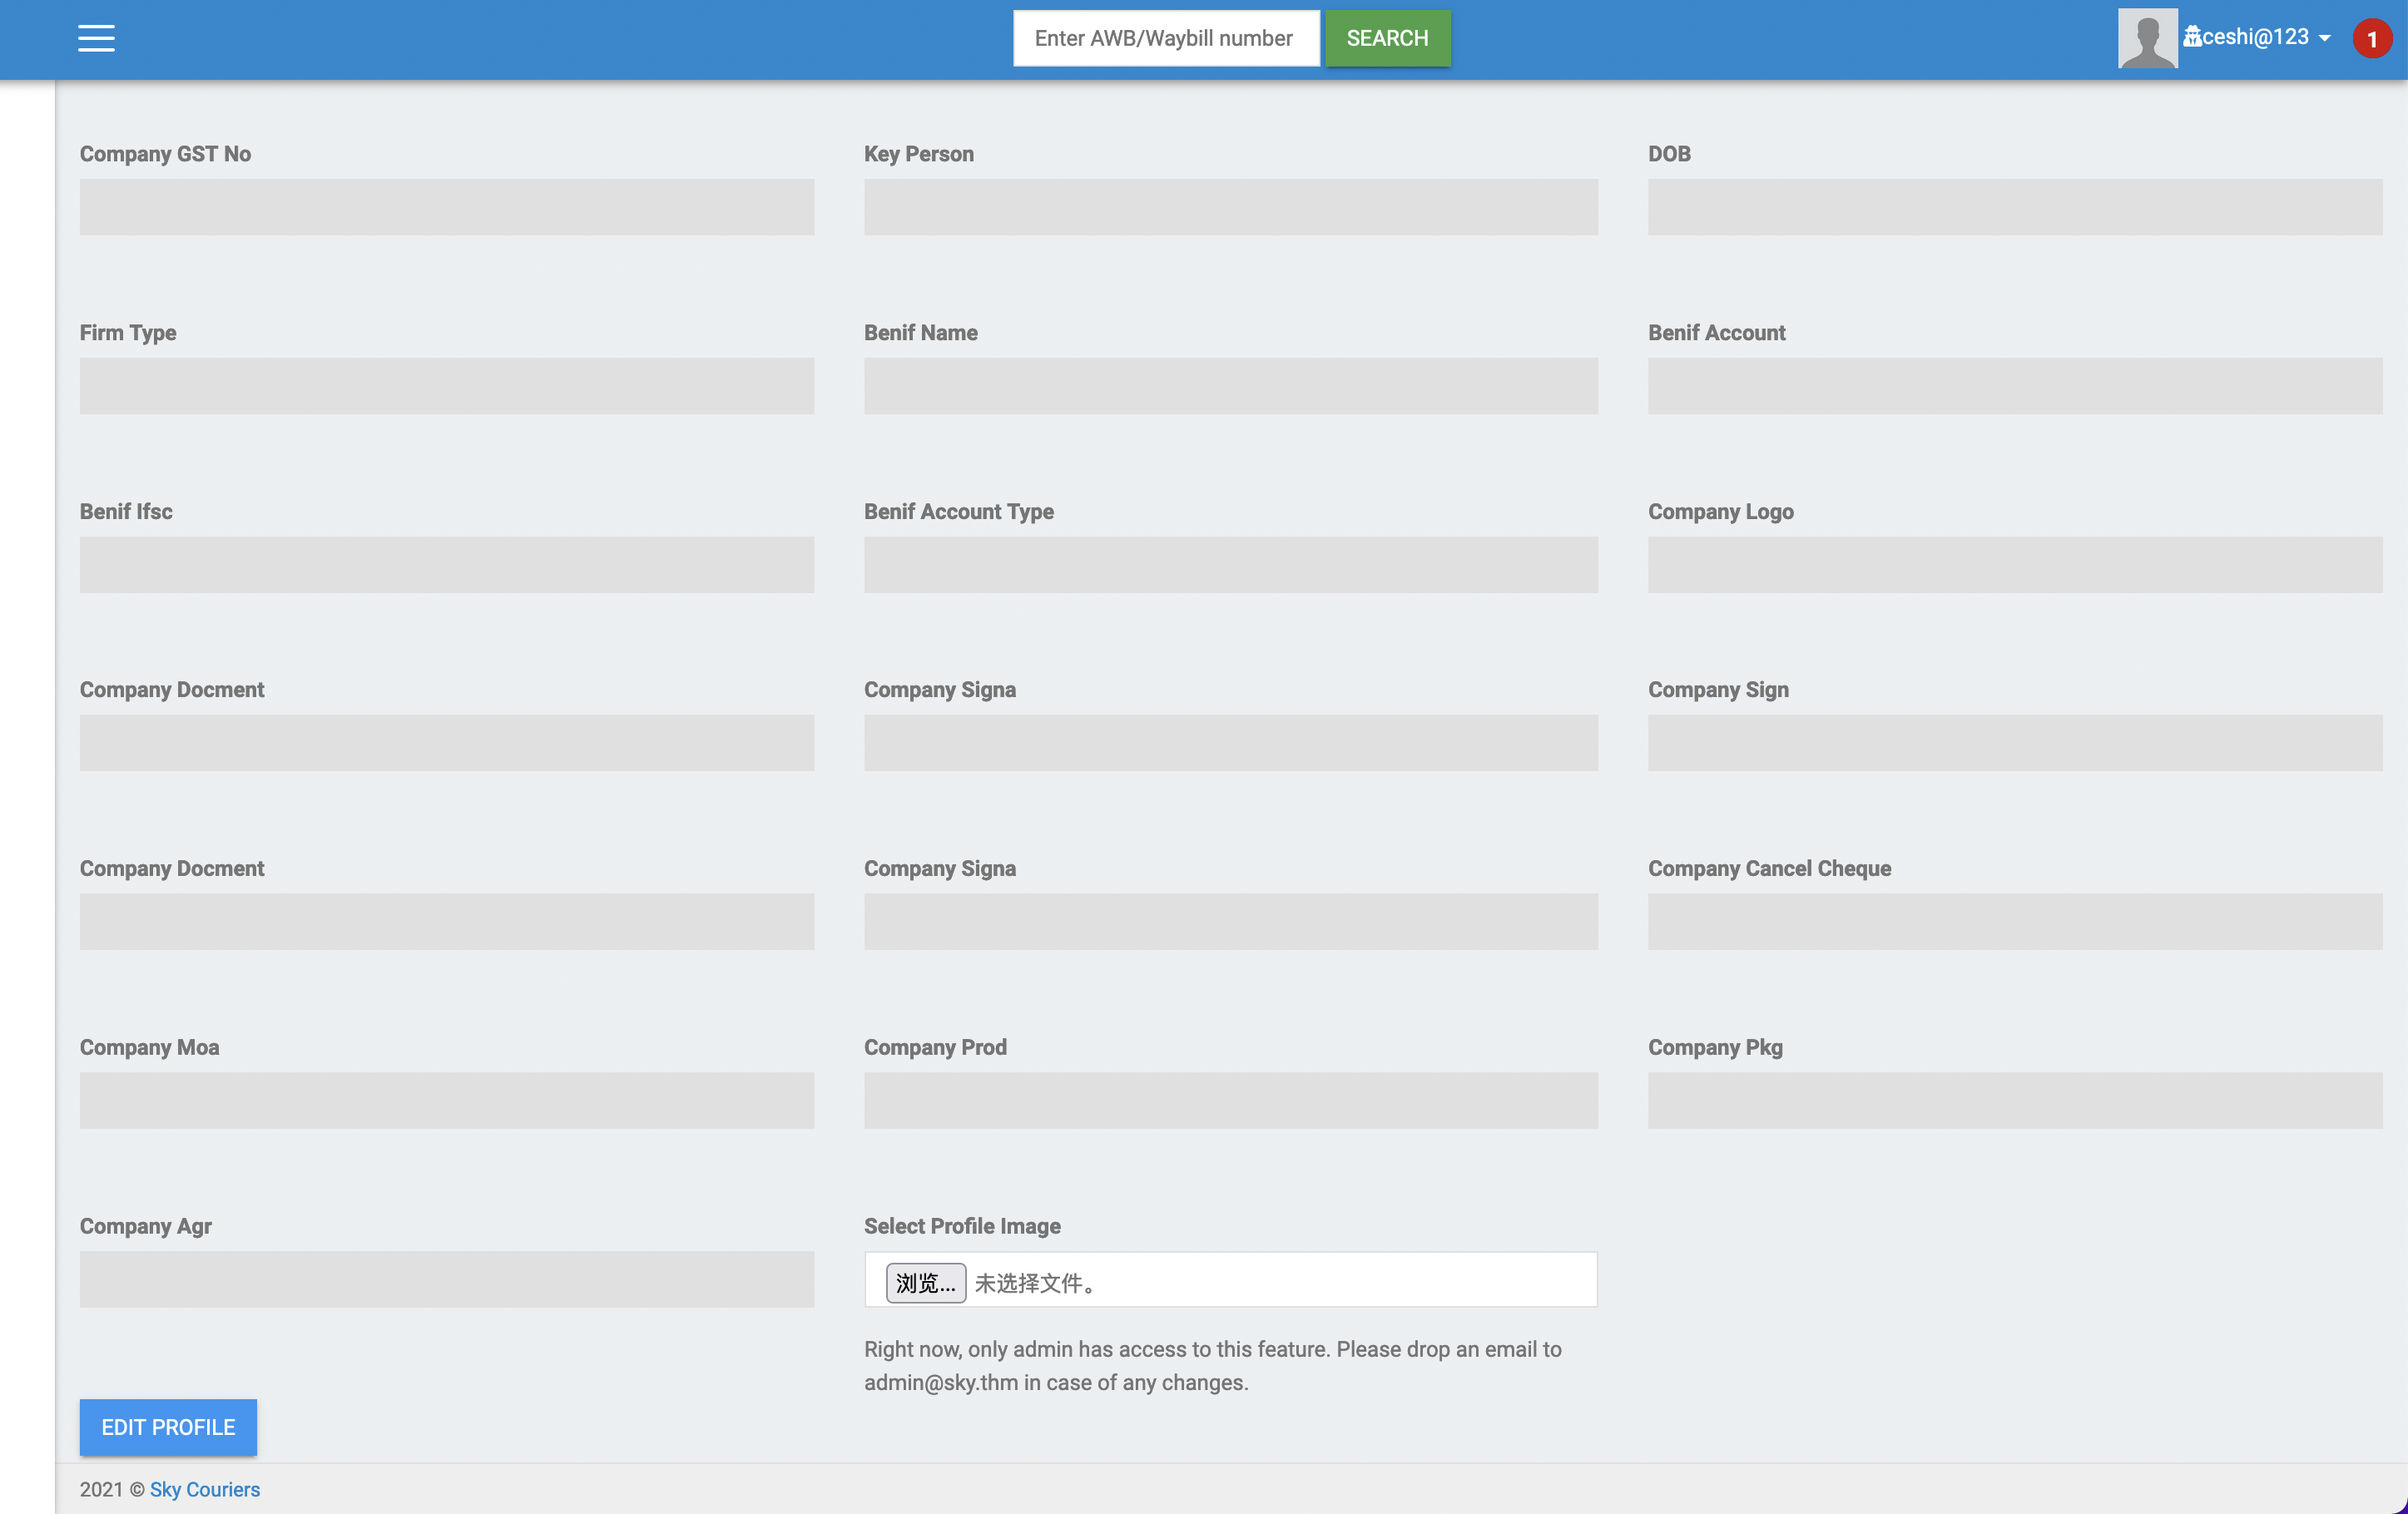 Enter AWB/Waybill number
SEARCH
ceshi@123
1
Company GST No
Key Person
DOB
Firm Type
Benif Name
Benif Account
Benif Ifsc
Benif Account Type
Company Logo
Company Docment
Company Signa
Company Sign
Company Docment
Company Signa
Company Cancel Cheque
Company Moa
Company Prod
Company Pkg
Company Agr
Select Profile Image
浏览... 未选择文件。
Right now, only admin has access to this feature. Please drop an email to
admin@sky.thm in case of any changes.
EDIT PROFILE
2021 © Sky Couriers